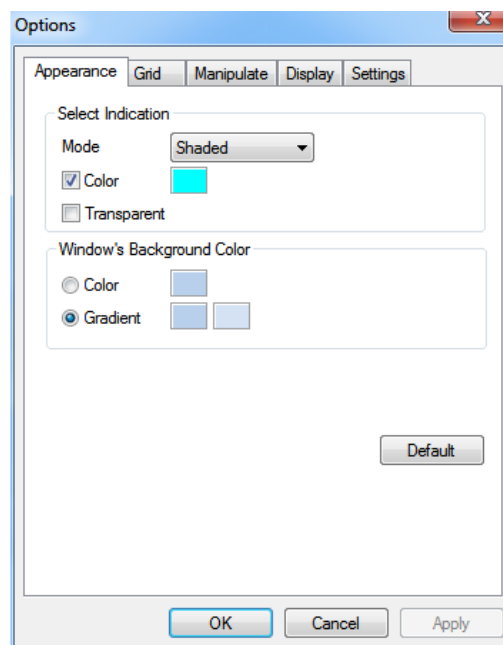 Options
Appearance Grid Manipulate Display Settings
Select Indication
Mode Shaded
Color
Transparent
Window's Background Color
Color
Gradient
Default
OK Cancel Apply